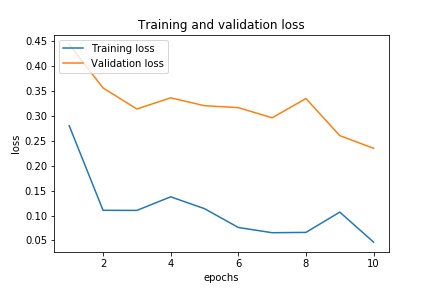 Training and validation loss
Training loss
Validation loss
0.45
0.40
0.35
0.30
0.25
0.20
0.15
0.10
0.05
loss
2 4 6 8 10
epochs